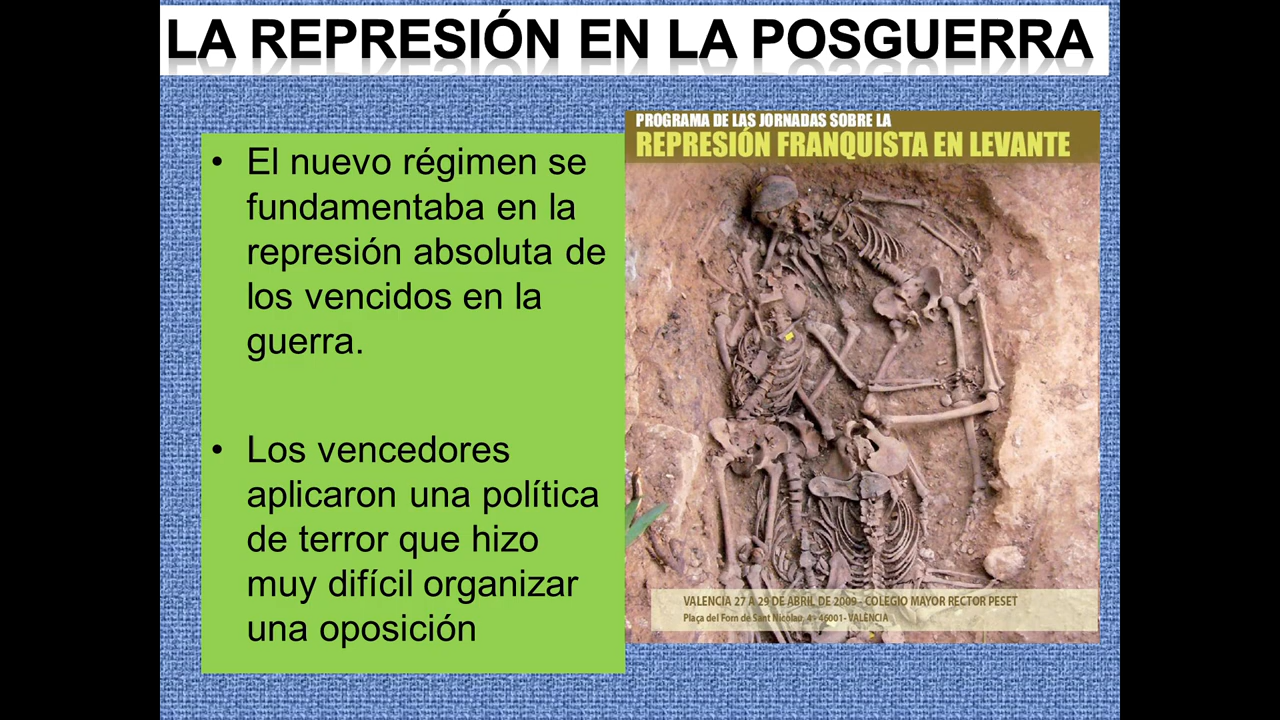 LA REPRESIÓN EN LA POSGUERRA
• El nuevo régimen se
fundamentaba en la
represión absoluta de
los vencidos en la
guerra.
• Los vencedores
aplicaron una política
de terror que hizo
muy difícil organizar
una oposición
PROGRAMA DE LAS JORNADAS SOBRE LA
REPRESIÓN FRANQUISTA EN LEVANTE
VALENCIA 27 A 29 DE ABRIL DE 2009 - COLEGIO MAYOR RECTOR PESET
Plaça del Forn de Sant Nicolau, 4 - 46001- VALENCIA